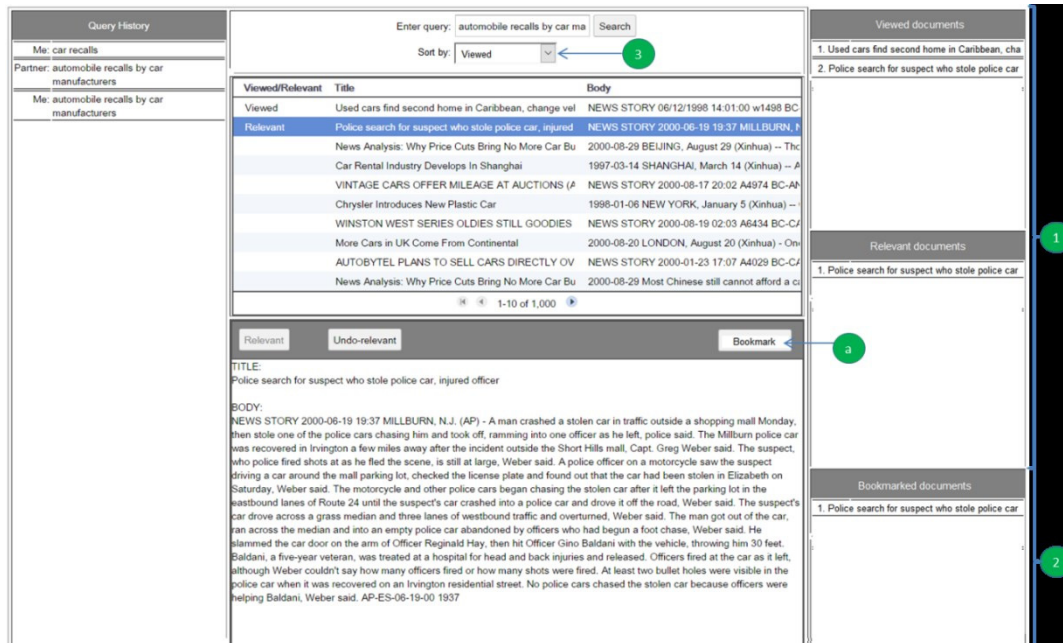 Query History
Me: car recalls
Partner: automobile recalls by car
manufacturers
Me: automobile recalls by car
manufacturers
Enter query: automobile recalls by car ma Search
Sort by: Viewed
3
Viewed/Relevant Title Body
Viewed Used cars find second home in Caribbean, change vel NEWS STORY 06/12/1998 14:01:00 w1498 BC-
Relevant Police search for suspect who stole police car, injured NEWS STORY 2000-06-19 19:37 MILLBURN, N
News Analysis: Why Price Cuts Bring No More Car Bu 2000-08-29 BEIJING, August 29 (Xinhua) -- Tho
Car Rental Industry Develops In Shanghai 1997-03-14 SHANGHAI, March 14 (Xinhua) -- A
VINTAGE CARS OFFER MILEAGE AT AUCTIONS (A NEWS STORY 2000-08-17 20:02 A4974 BC-AN
Chrysler Introduces New Plastic Car 1998-01-06 NEW YORK, January 5 (Xinhua) --
WINSTON WEST SERIES OLDIES STILL GOODIES NEWS STORY 2000-08-19 02:03 A6434 BC-CA
More Cars in UK Come From Continental 2000-08-20 LONDON, August 20 (Xinhua) - On
AUTOBYTEL PLANS TO SELL CARS DIRECTLY OV NEWS STORY 2000-01-23 17:07 A4029 BC-CA
News Analysis: Why Price Cuts Bring No More Car Bu 2000-08-29 Most Chinese still cannot afford a ca
1-10 of 1,000
Relevant Undo-relevant Bookmark
a
TITLE:
Police search for suspect who stole police car, injured officer
BODY:
NEWS STORY 2000-06-19 19:37 MILLBURN, N.J. (AP) - A man crashed a stolen car in traffic outside a shopping mall Monday,
then stole one of the police cars chasing him and took off, ramming into one officer as he left, police said. The Millburn police car
was recovered in Irvington a few miles away after the incident outside the Short Hills mall, Capt. Greg Weber said. The suspect,
who police fired shots at as he fled the scene, is still at large, Weber said. A police officer on a motorcycle saw the suspect
driving a car around the mall parking lot, checked the license plate and found out that the car had been stolen in Elizabeth on
Saturday, Weber said. The motorcycle and other police cars began chasing the stolen car after it left the parking lot in the
eastbound lanes of Route 24 until the suspect's car crashed into a police car and drove it off the road, Weber said. The suspect's
car drove across a grass median and three lanes of westbound traffic and overturned, Weber said. The man got out of the car,
ran across the median and into an empty police car abandoned by officers who had begun a foot chase, Weber said. He
slammed the car door on the arm of Officer Reginald Hay, then hit Officer Gino Baldani with the vehicle, throwing him 30 feet.
Baldani, a five-year veteran, was treated at a hospital for head and back injuries and released. Officers fired at the car as it left,
although Weber couldn't say how many officers fired or how many shots were fired. At least two bullet holes were visible in the
police car when it was recovered on an Irvington residential street. No police cars chased the stolen car because officers were
helping Baldani, Weber said. AP-ES-06-19-00 1937
Viewed documents
1. Used cars find second home in Caribbean, cha
2. Police search for suspect who stole police car
1
Relevant documents
1. Police search for suspect who stole police car
Bookmarked documents
1. Police search for suspect who stole police car
2